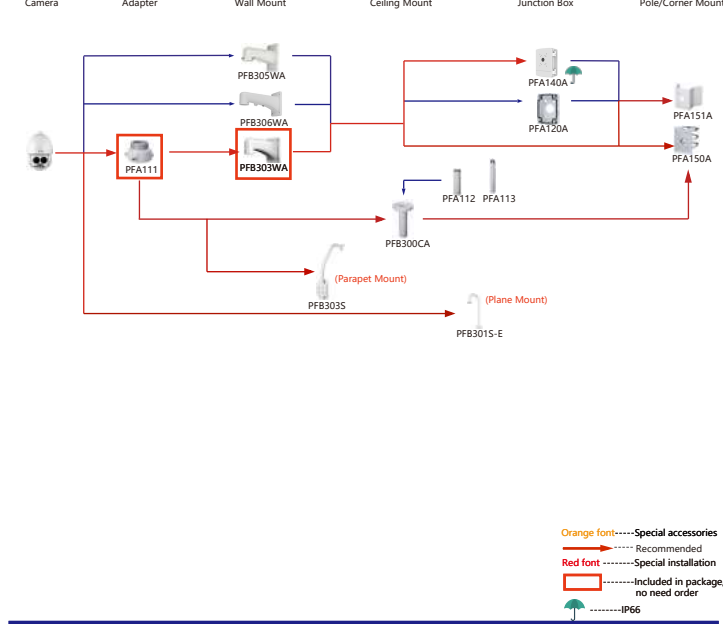 Camera Adapter Wall Mount Ceiling Mount Junction Box Pole/Corner Mount
PFB305WA
PFA140A
PFB306WA
PFA120A
PFA151A
PFA111
PFB303WA
PFA150A
PFA112 PFA113
PFB300CA
(Parapet Mount)
PFB303S
(Plane Mount)
PFB301S-E
Orange font------Special accessories
----- Recommended
Red font --------Special installation
--------Included in package,
no need order
--------IP66